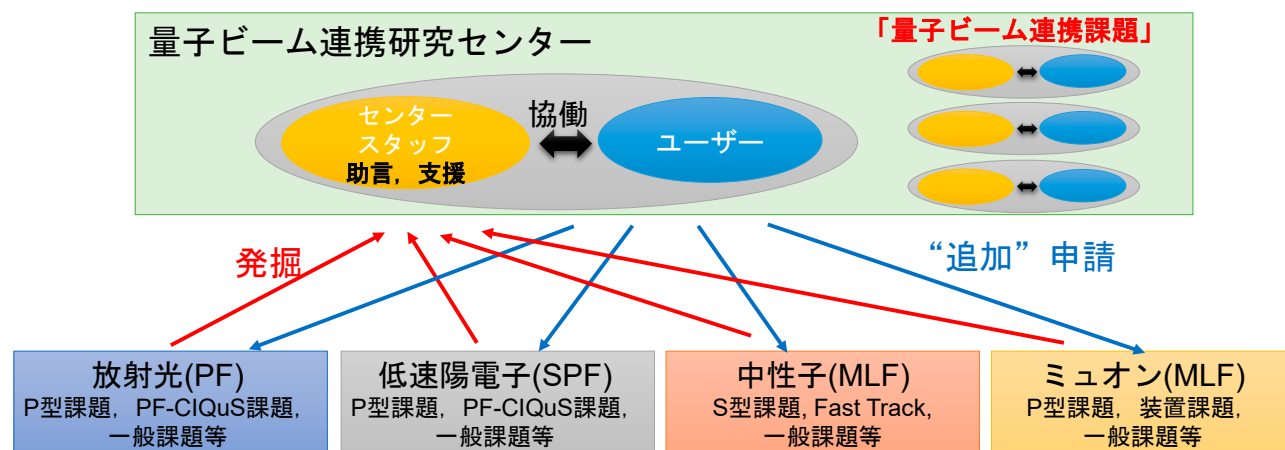 量子ビーム連携研究センター
「量子ビーム連携課題」
センター
スタッフ
助言，支援
協働
ユーザー
発掘
“追加”申請
放射光(PF)
P型課題，PF-CIQuS課題，
一般課題等
低速陽電子(SPF)
P型課題，PF-CIQuS課題，
一般課題等
中性子(MLF)
S型課題, Fast Track,
一般課題等
ミュオン(MLF)
P型課題，装置課題，
一般課題等